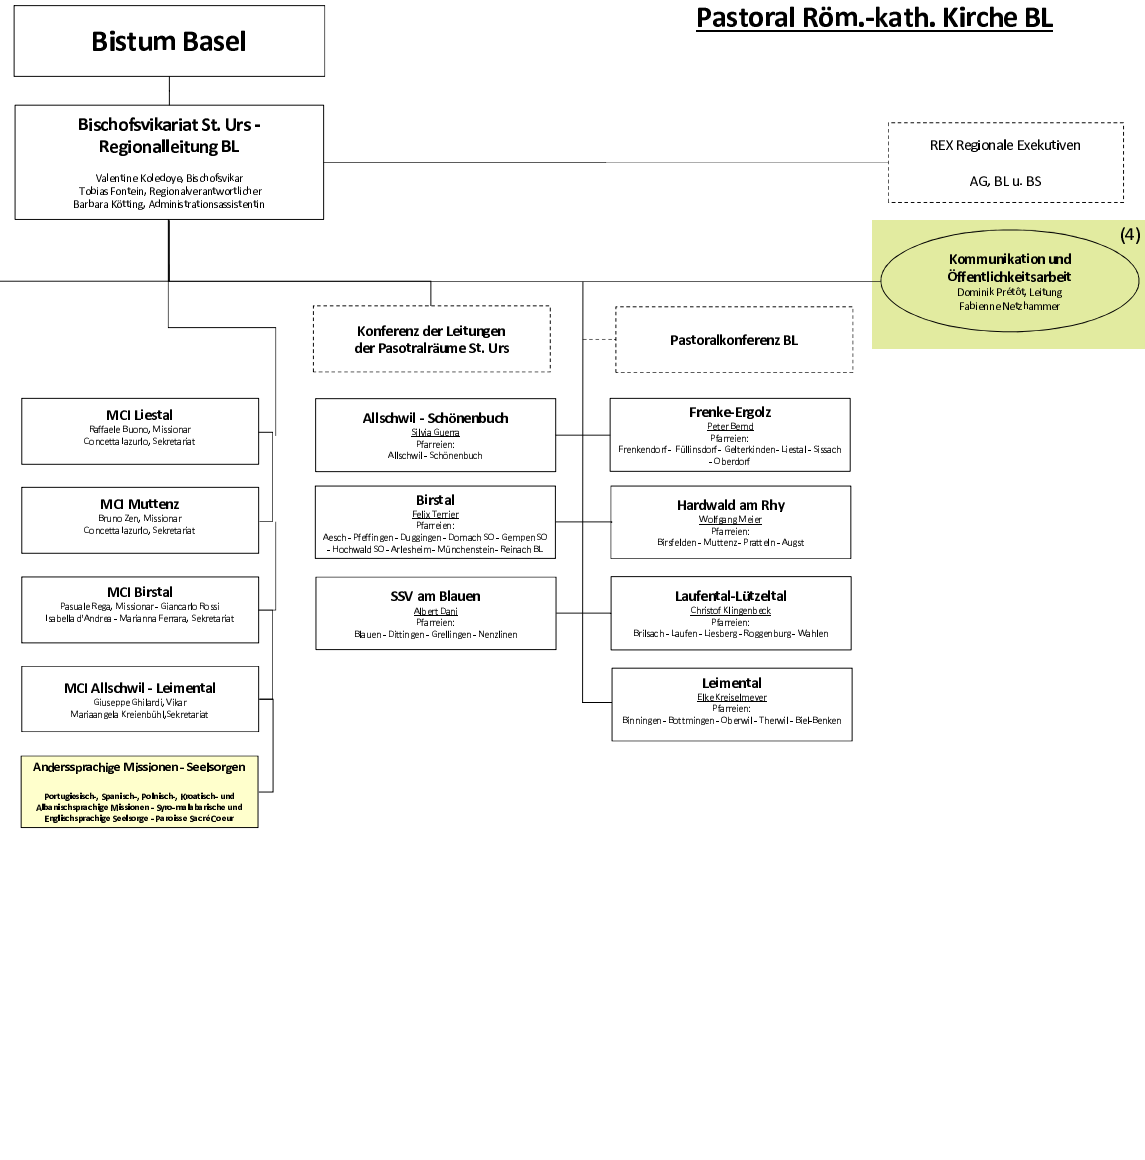 Pastoral Röm.-kath. Kirche BL
Bistum Basel
Bischofsvikariat St. Urs -
Regionalleitung BL
Valentine Koledoye, Bischofsvikar
Tobias Fontein, Regionalverantwortlicher
Barbara Kötting, Administrationsassistentin
REX Regionale Exekutiven
AG, BL u. BS
(4)
Kommunikation und
Öffentlichkeitsarbeit
Dominik Prétôt, Leitung
Fabienne Netzhammer
Konferenz der Leitungen
der Pasotralräume St. Urs
Pastoralkonferenz BL
MCI Liestal
Raffaele Buono, Missionar
Concetta Iazurlo, Sekretariat
MCI Muttenz
Bruno Zen, Missionar
Concetta Iazurlo, Sekretariat
MCI Birstal
Pasuale Rega, Missionar - Giancarlo Rossi
Isabella d'Andrea - Marianna Ferrara, Sekretariat
MCI Allschwil - Leimental
Giuseppe Ghilardi, Vikar
Mariaangela Kreienbühl,Sekretariat
Anderssprachige Missionen - Seelsorgen
Portugiesisch-, Spanisch-, Polnisch-, Kroatisch- und
Albanischsprachige Missionen - Syro-malabarische und
Englischsprachige Seelsorge - Paroisse Sacré Coeur
Allschwil - Schönenbuch
Silvia Guerra
Pfarreien:
Allschwil - Schönenbuch
Birstal
Felix Terrier
Pfarreien:
Aesch - Pfeffingen - Duggingen - Dornach SO - Gempen SO
- Hochwald SO - Arlesheim - Münchenstein - Reinach BL
SSV am Blauen
Albert Dani
Pfarreien:
Blauen - Dittingen - Grellingen - Nenzlinen
Frenke-Ergolz
Peter Bernd
Pfarreien:
Frenkendorf - Füllinsdorf - Gelterkinden - Liestal - Sissach
- Oberdorf
Hardwald am Rhy
Wolfgang Meier
Pfarreien:
Birsfelden - Muttenz - Pratteln - Augst
Laufental-Lützeltal
Christof Klingenbeck
Pfarreien:
Brilsach - Laufen - Liesberg - Roggenburg - Wahlen
Leimental
Elke Kreiselmeyer
Pfarreien:
Binningen - Bottmingen - Oberwil - Therwil - Biel-Benken